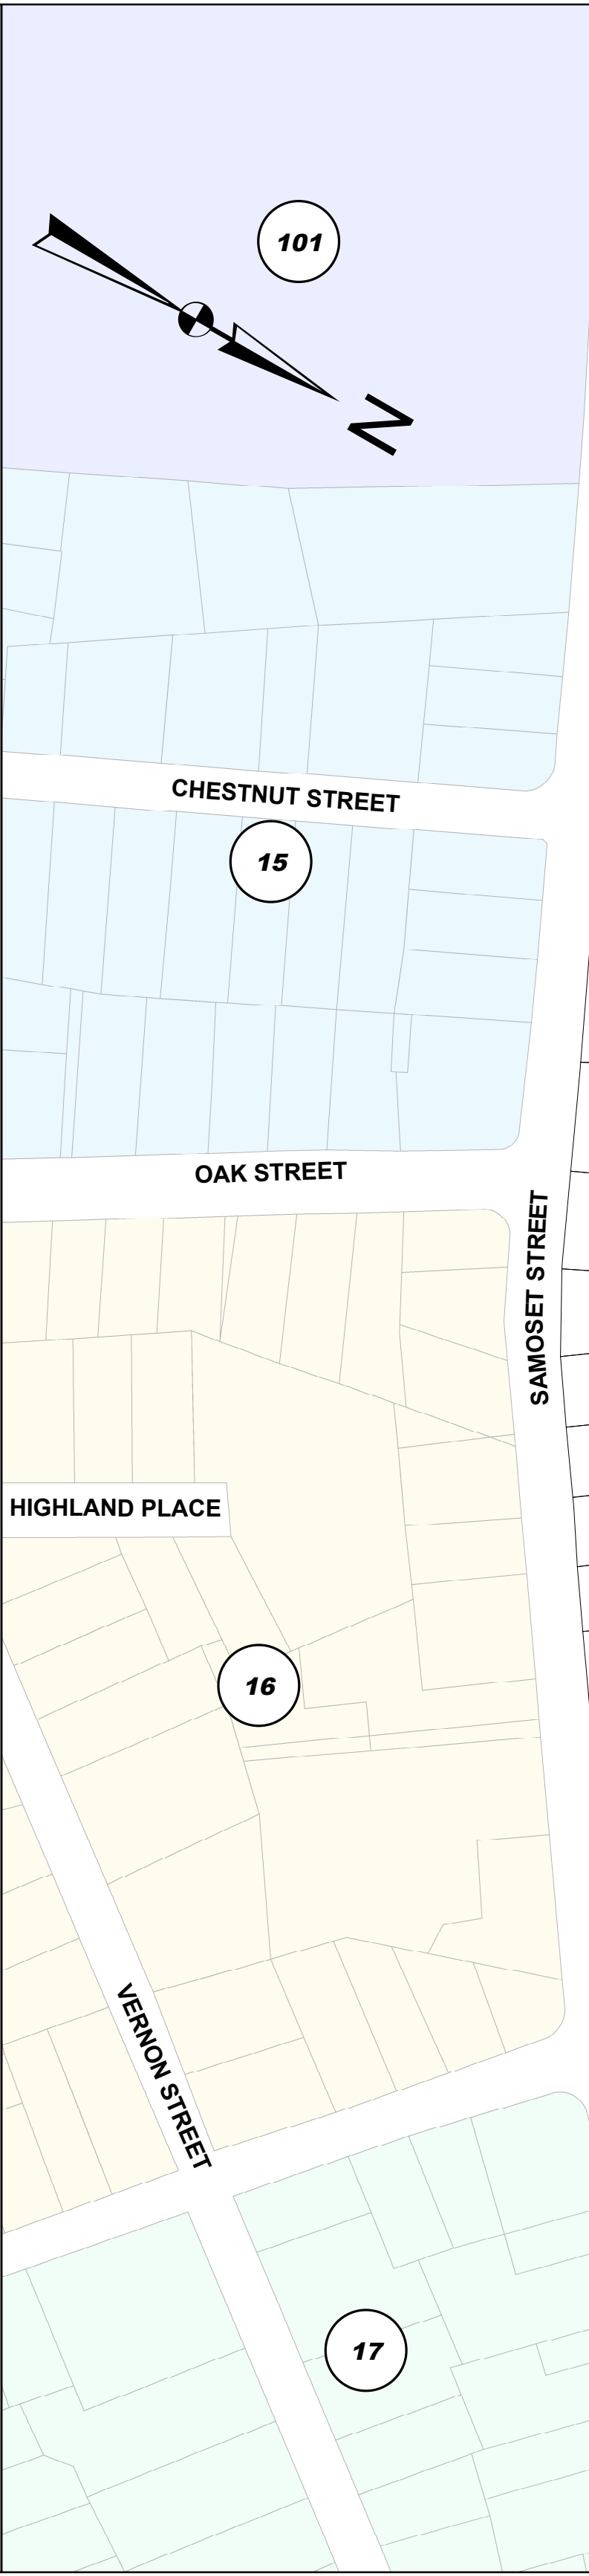 101
N
CHESTNUT STREET
15
OAK STREET
SAMOSET STREET
HIGHLAND PLACE
16
VERNON STREET
17